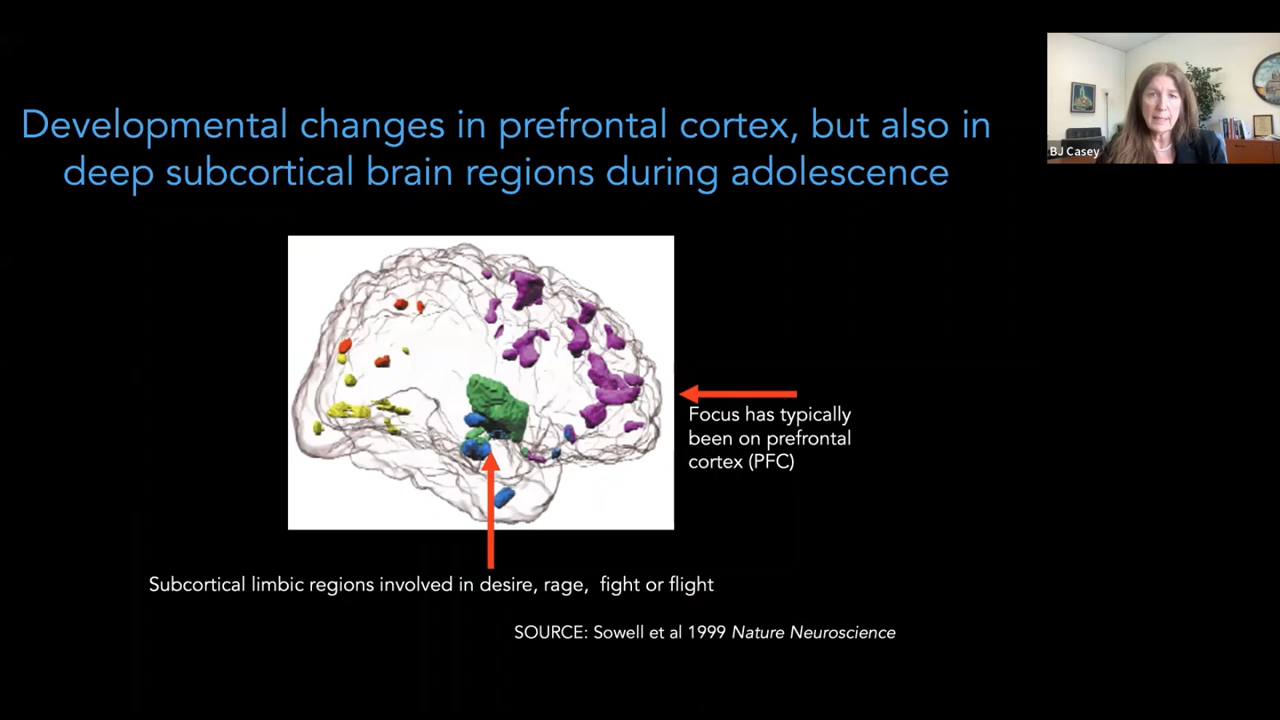 Developmental changes in prefrontal cortex, but also in
deep subcortical brain regions during adolescence
BJ Casey
Focus has typically
been on prefrontal
cortex (PFC)
Subcortical limbic regions involved in desire, rage, fight or flight
SOURCE: Sowell et al 1999 Nature Neuroscience